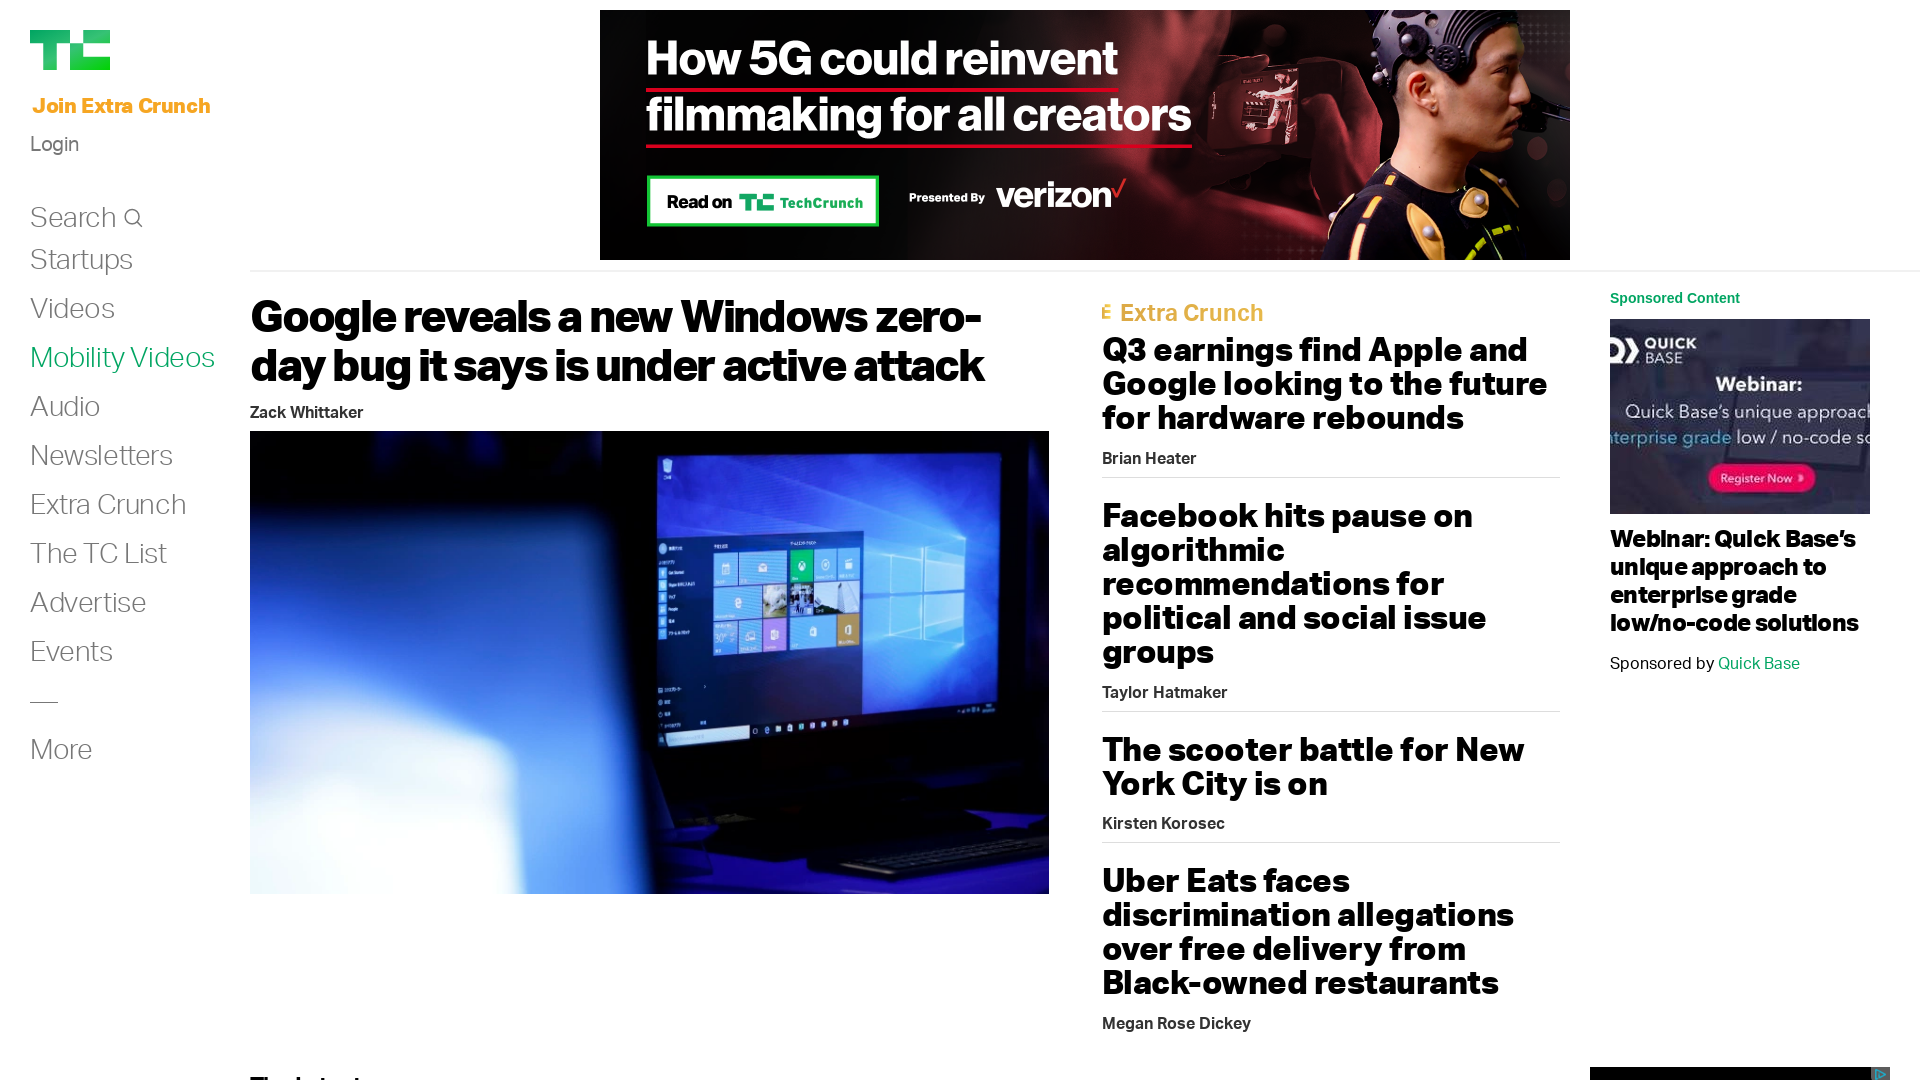 Join Extra Crunch
Login
Search
Startups
Videos
Mobility Videos
Audio
Newsletters
Extra Crunch
The TC List
Advertise
Events
More
How 5G could reinvent
filmmaking for all creators
Read on TC TechCrunch
Presented By verizon
Google reveals a new Windows zero-
day bug it says is under active attack
Zack Whittaker
Extra Crunch
Q3 earnings find Apple and
Google looking to the future
for hardware rebounds
Brian Heater
Facebook hits pause on
algorithmic
recommendations for
political and social issue
groups
Taylor Hatmaker
The scooter battle for New
York City is on
Kirsten Korosec
Uber Eats faces
discrimination allegations
over free delivery from
Black-owned restaurants
Megan Rose Dickey
Sponsored Content
QUICK
BASE
Webinar:
Quick Base's unique approach
enterprise grade low / no-code so
Register Now
Webinar: Quick Base's
unique approach to
enterprise grade
low/no-code solutions
Sponsored by Quick Base